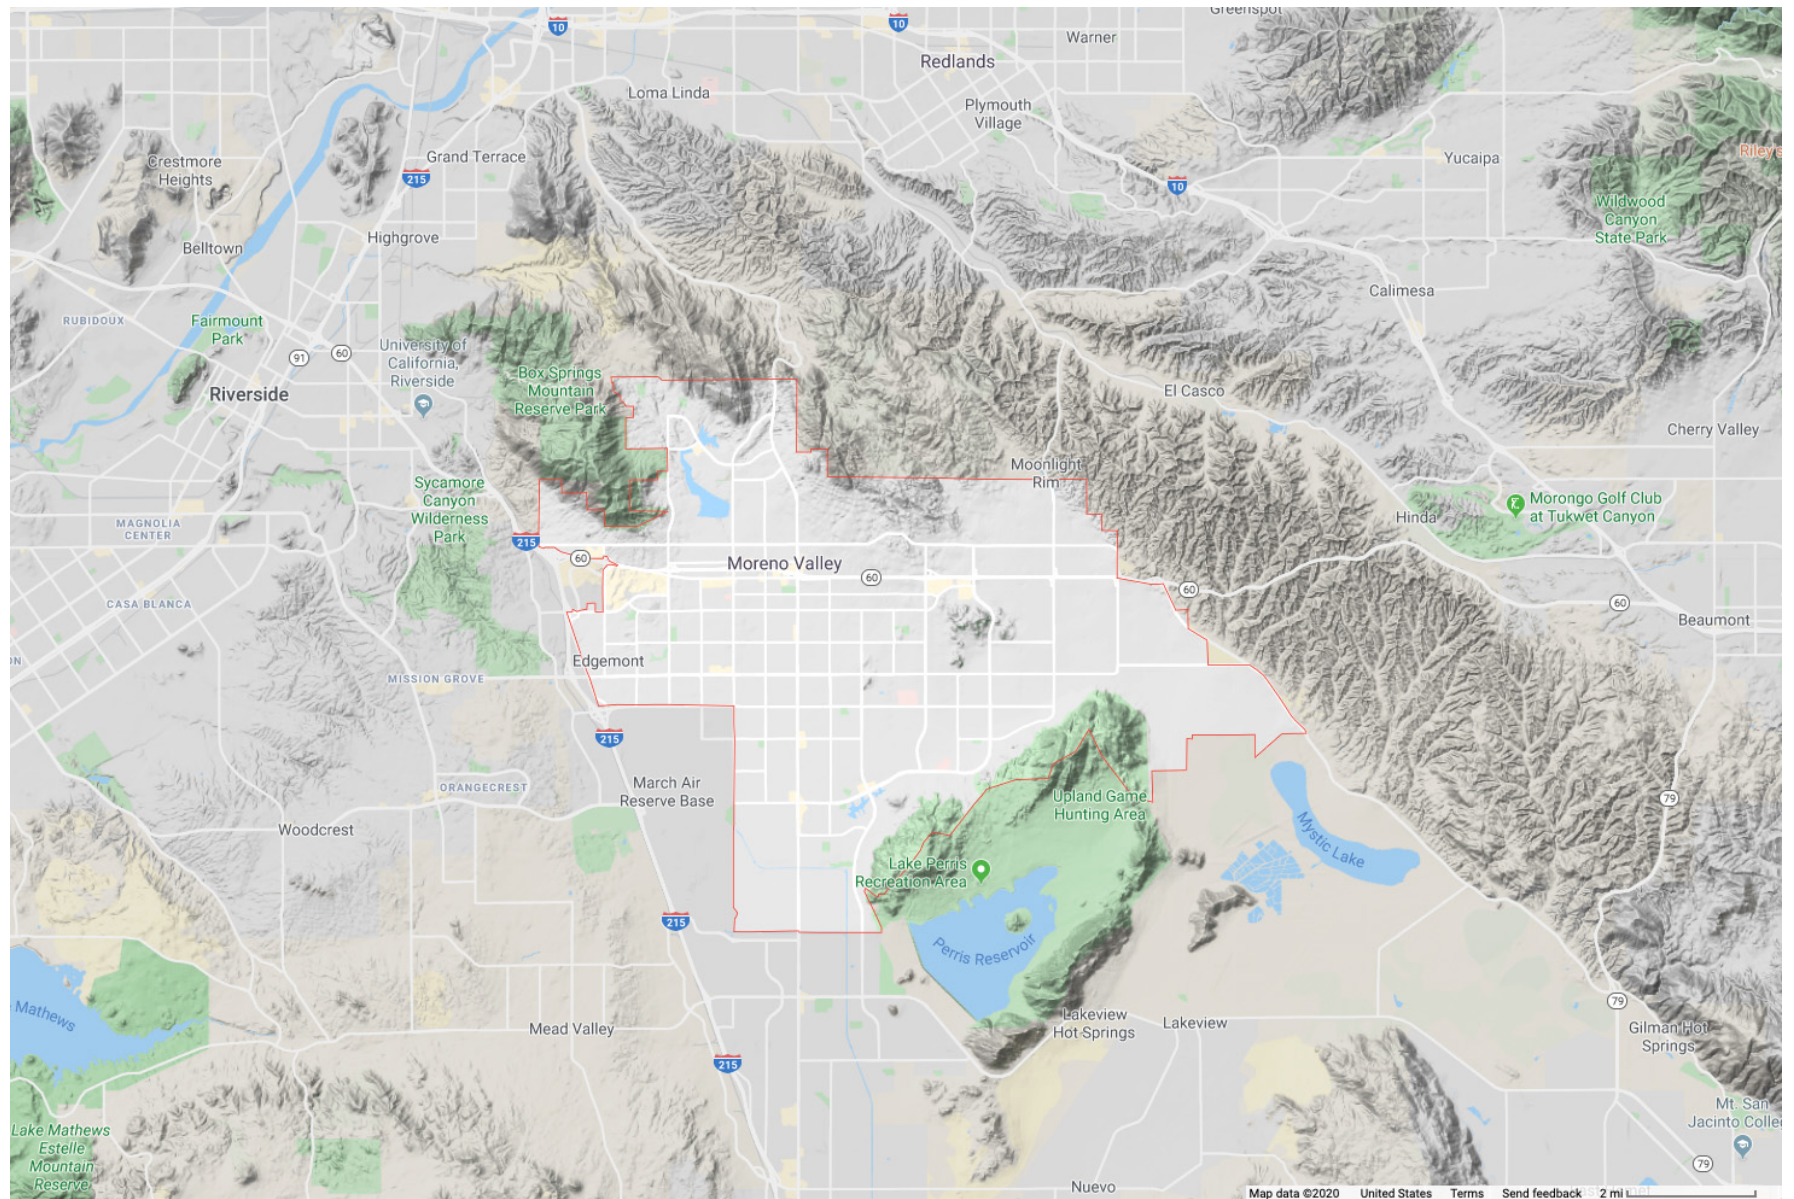 Greenspot
10
10
Warner
Redlands
Loma Linda
Plymouth
Village
Crestmore
Heights
Grand Terrace
215
10
Yucaipa
Riley's
Wildwood
Canyon
State Park
Belltown
Highgrove
Calimesa
RUBIDOUX
Fairmount
Park
91
60
University of
California,
Riverside
Riverside
Box Springs
Mountain
Reserve Park
El Casco
Cherry Valley
Moonlight
Rim
Sycamore
Canyon
Wilderness
Park
Morongo Golf Club
at Tukwet Canyon
Hinda
MAGNOLIA
CENTER
215
60
Moreno Valley
60
60
60
CASA BLANCA
Beaumont
Edgemont
MISSION GROVE
215
March Air
Reserve Base
ORANGECREST
Upland Game
Hunting Area
79
Woodcrest
Mystic Lake
Lake Perris
Recreation Area
215
Perris Reservoir
Mathews
79
Mead Valley
Lakeview
Hot Springs
Lakeview
Gilman Hot
Springs
215
Lake Mathews
Estelle
Mountain
Reserve
Mt. San
Jacinto Colle
79
Nuevo
Map data ©2020 United States Terms Send feedback 2 mi